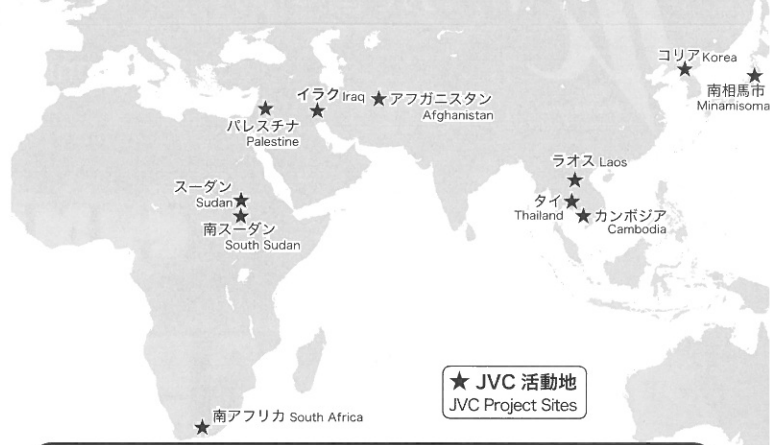 コリア Korea
南相馬市
Minamisoma
イラク Iraq
アフガニスタン
Afghanistan
パレスチナ
Palestine
ラオス Laos
スーダン
Sudan
タイ
Thailand
カンボジア
Cambodia
南スーダン
South Sudan
★ JVC 活動地
JVC Project Sites
南アフリカ South Africa